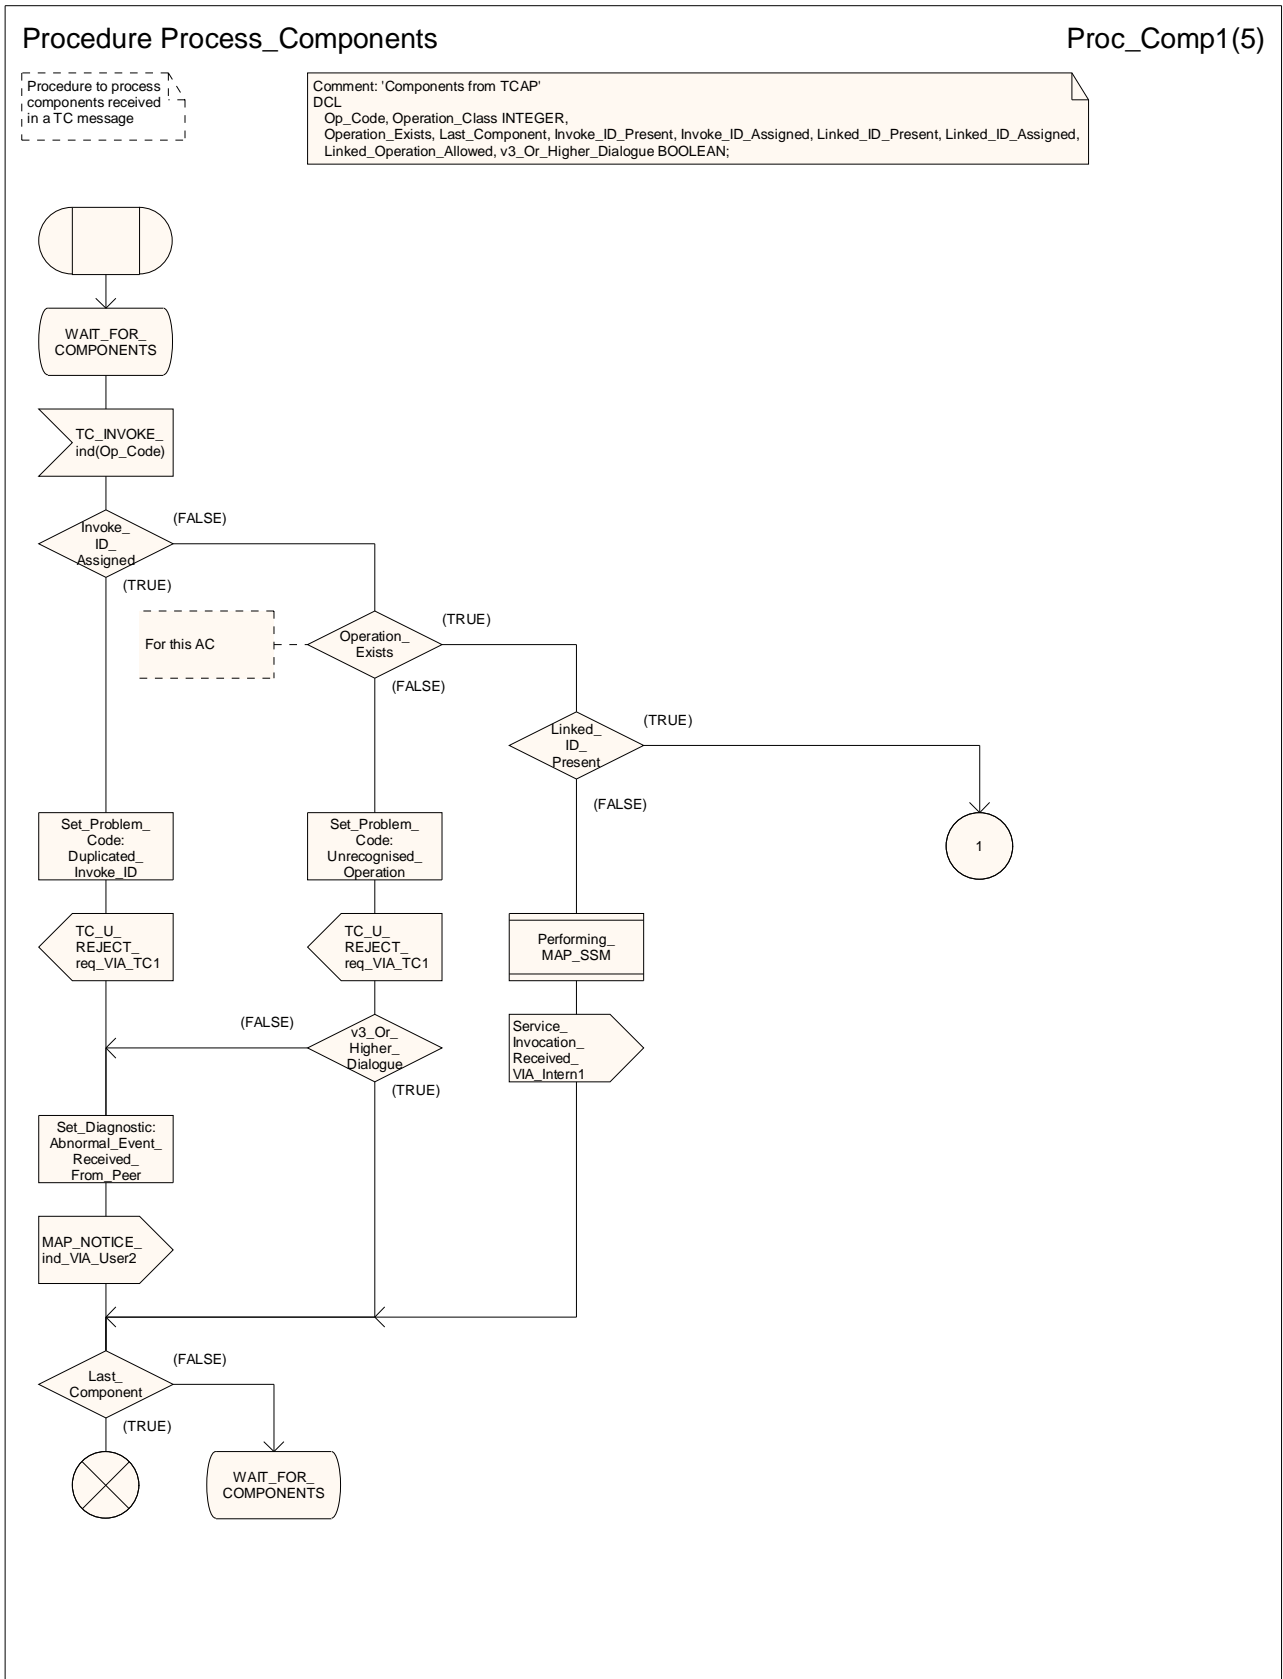 Procedure Process_Components
Proc_Comp1(5)
Procedure to process
components received
in a TC message
Comment: 'Components from TCAP'
DCL
Op_Code, Operation_Class INTEGER,
Operation_Exists, Last_Component, Invoke_ID_Present, Invoke_ID_Assigned, Linked_ID_Present, Linked_ID_Assigned,
Linked_Operation_Allowed, v3_Or_Higher_Dialogue BOOLEAN;
WAIT_FOR_
COMPONENTS
TC_INVOKE_
ind(Op_Code)
Invoke_
ID_
Assigned
(FALSE)
(TRUE)
For this AC
Operation_
Exists
(TRUE)
(FALSE)
Linked_
ID_
Present
(TRUE)
(FALSE)
1
Set_Problem_
Code:
Duplicated_
Invoke_ID
Set_Problem_
Code:
Unrecognised_
Operation
TC_U_
REJECT_
req_VIA_TC1
TC_U_
REJECT_
req_VIA_TC1
Performing_
MAP_SSM
(FALSE)
v3_Or_
Higher_
Dialogue
(TRUE)
Service_
Invocation_
Received_
VIA_Intern1
Set_Diagnostic:
Abnormal_Event_
Received_
From_Peer
MAP_NOTICE_
ind_VIA_User2
Last_
Component
(FALSE)
(TRUE)
WAIT_FOR_
COMPONENTS